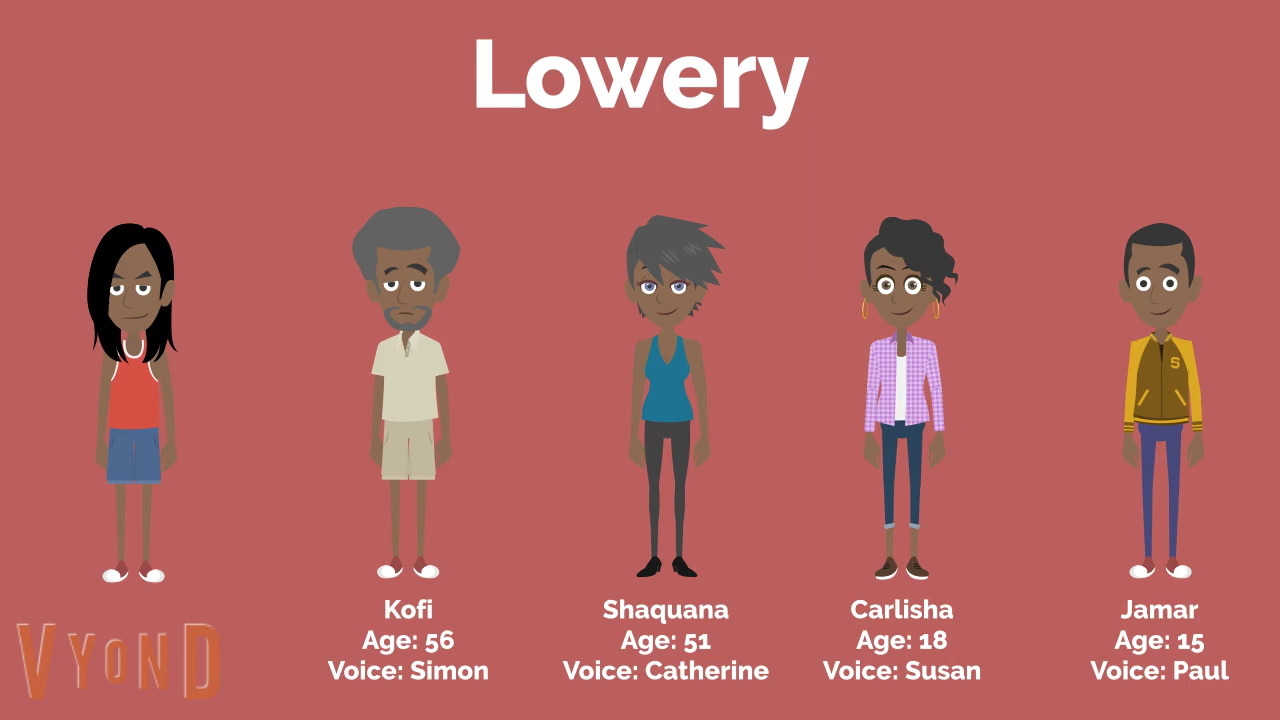 Lowery
S
Kofi
Age: 56
Voice: Simon
Shaquana
Age: 51
Voice: Catherine
Carlisha
Age: 18
Voice: Susan
Jamar
Age: 15
Voice: Paul
VYOND